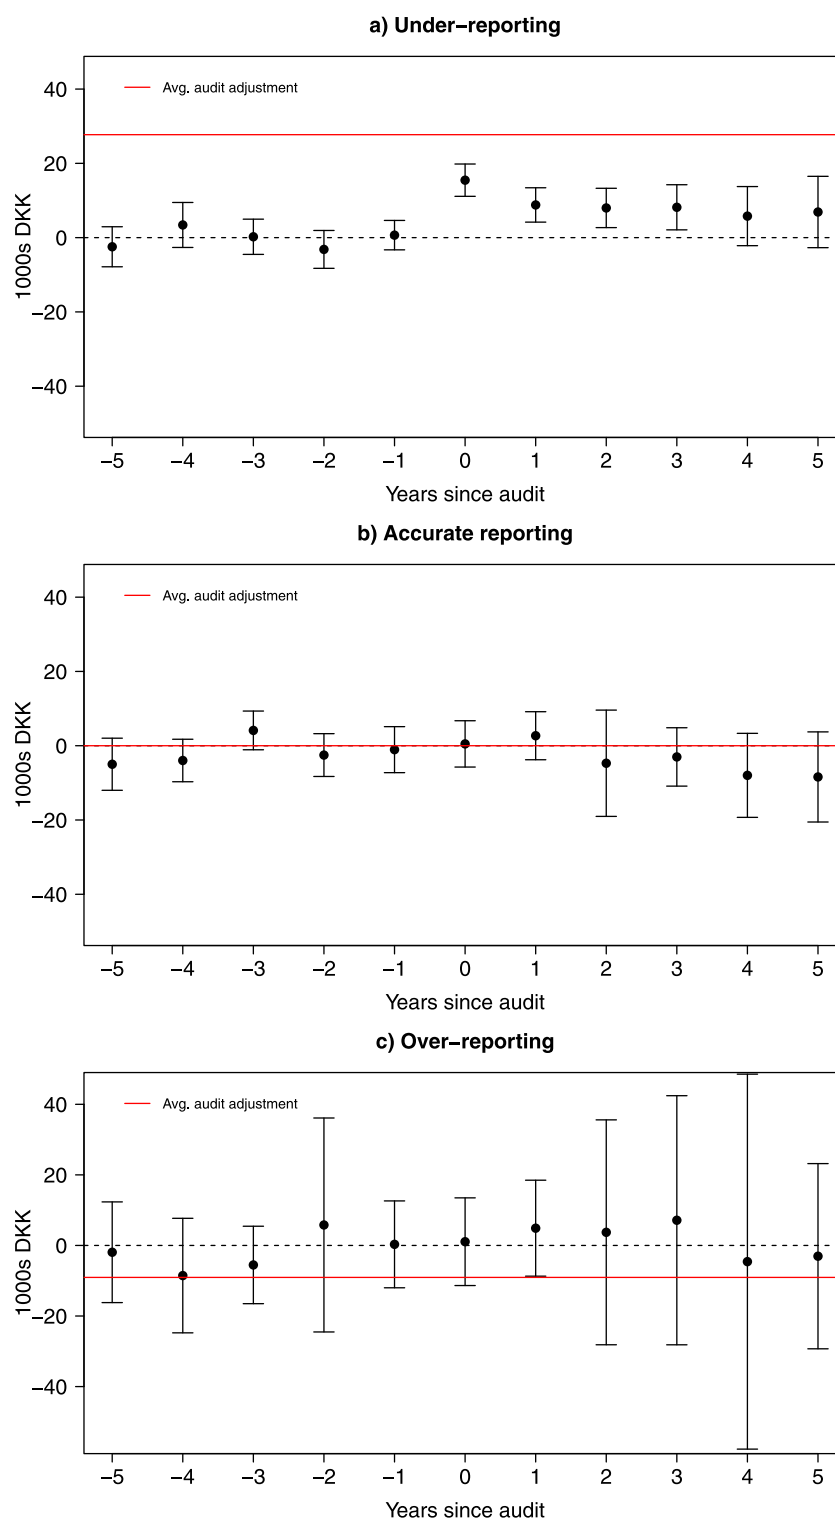 a) Under−reporting
Avg. audit adjustment
1000s DKK
40
20
0
−20
−40
−5 −4 −3 −2 −1 0 1 2 3 4 5
Years since audit
b) Accurate reporting
Avg. audit adjustment
1000s DKK
40
20
0
−20
−40
−5 −4 −3 −2 −1 0 1 2 3 4 5
Years since audit
c) Over−reporting
Avg. audit adjustment
1000s DKK
40
20
0
−20
−40
−5 −4 −3 −2 −1 0 1 2 3 4 5
Years since audit